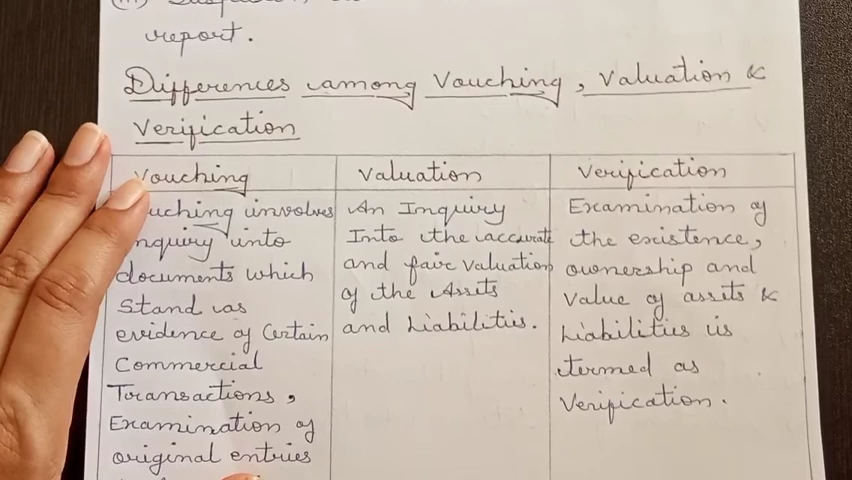 report.
Differences among Vouching, Valuation &
Verification
Vouching
involves
into
documents which
Stand as
evidence of Certain
Commercial
Transactions,
Examination of
original entries
Valuation
An Inquiry
Into the accurate
and fair valuation
of the Assets
and Liabilities.
Verification
Examination of
the existence,
ownership and
Value of assets &
Liabilities is
termed as
Verification.